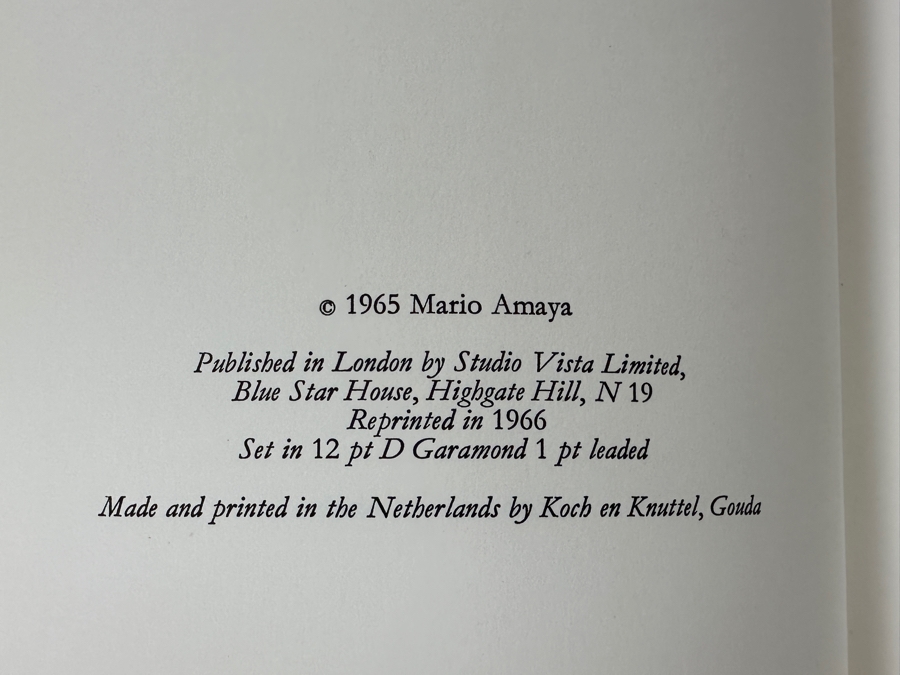 © 1965 Mario Amaya
Published in London by Studio Vista Limited,
Blue Star House, Highgate Hill, N 19
Reprinted in 1966
Set in 12 pt D Garamond 1 pt leaded
Made and printed in the Netherlands by Koch en Knuttel, Gouda